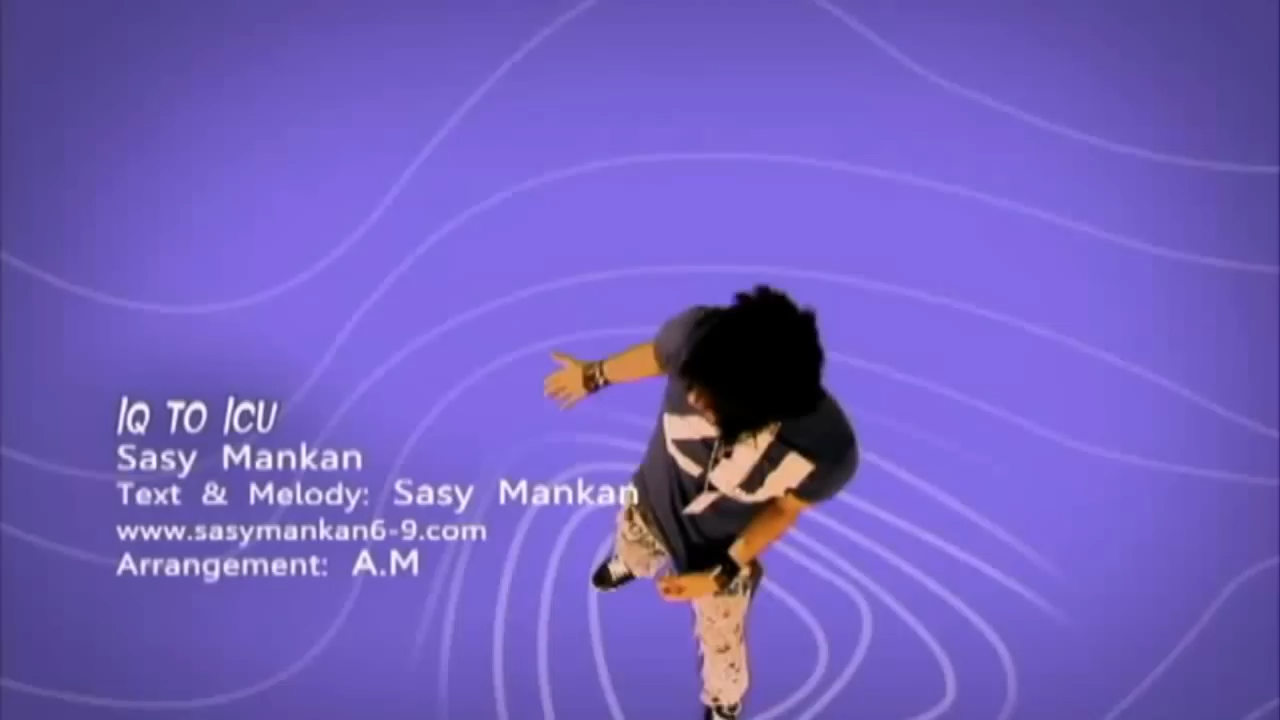 IQ TO ICU
Sasy Mankan
Text & Melody: Sasy Mankan
www.sasymankan6-9.com
Arrangement: A.M